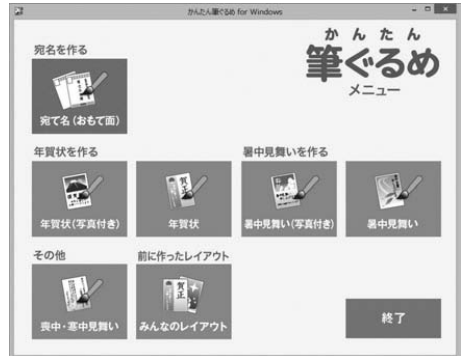 かんたん筆ぐるめ for Windows
かんたん
筆ぐるめ
メニュー
宛名を作る
宛て名(おもて面)
年賀状を作る
暑中見舞いを作る
年賀状(写真付き)
年賀状
暑中見舞い(写真付き)
暑中見舞い
その他
前に作ったレイアウト
喪中・寒中見舞い
みんなのレイアウト
終了